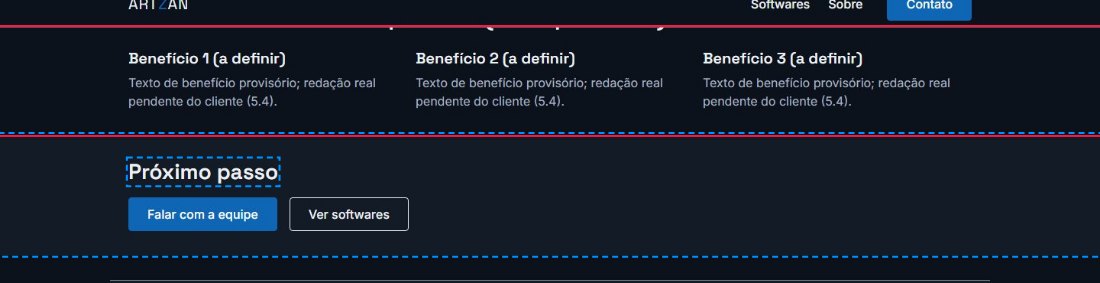 ARTZAN
Softwares Sobre Contato
Benefício 1 (a definir) Benefício 2 (a definir) Benefício 3 (a definir)
Texto de benefício provisório; redação real Texto de benefício provisório; redação real Texto de benefício provisório; redação real
pendente do cliente (5.4). pendente do cliente (5.4). pendente do cliente (5.4).
Próximo passo
Falar com a equipe Ver softwares